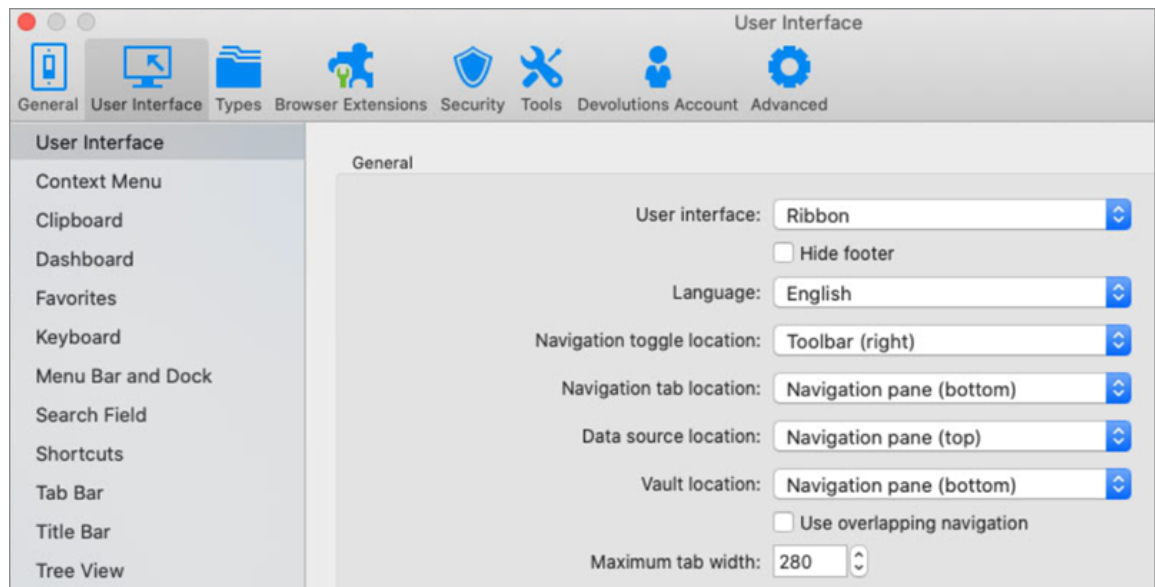 User Interface
General User Interface Types Browser Extensions Security Tools Devolutions Account Advanced
User Interface
Context Menu
Clipboard
Dashboard
Favorites
Keyboard
Menu Bar and Dock
Search Field
Shortcuts
Tab Bar
Title Bar
Tree View
General
User interface: Ribbon
Hide footer
Language: English
Navigation toggle location: Toolbar (right)
Navigation tab location: Navigation pane (bottom)
Data source location: Navigation pane (top)
Vault location: Navigation pane (bottom)
Use overlapping navigation
Maximum tab width: 280